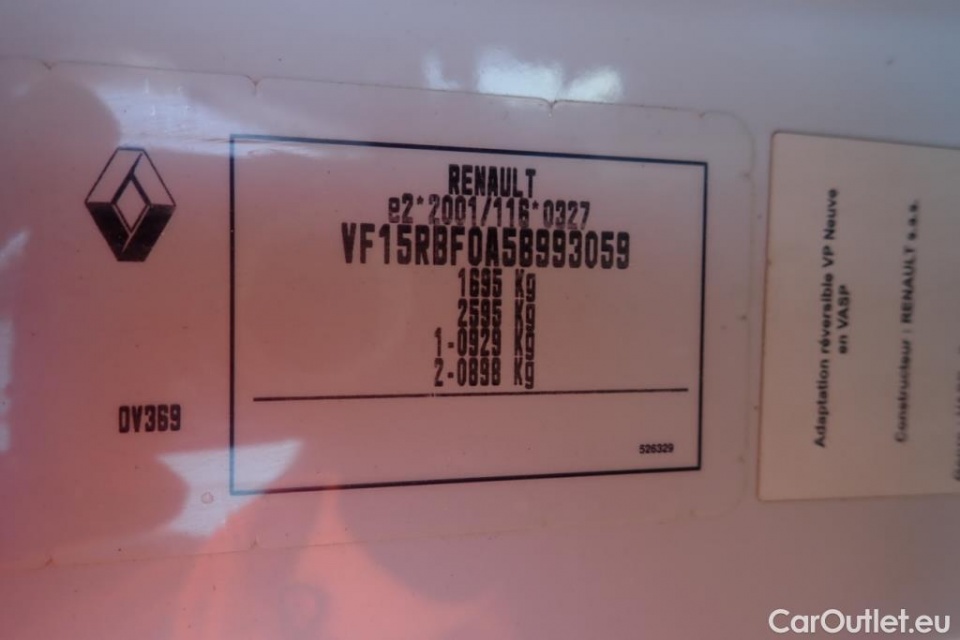 RENAULT
e2*2001/116*0327
VF15RBF0A58993059
1695 Kg
2595 Kg
1-0929 Kg
2-0898 Kg
DV369
526329
Adaptation réversible VP Neuve
en VASP
Constructeur : RENAULT s.a.s.
CarOutlet.eu